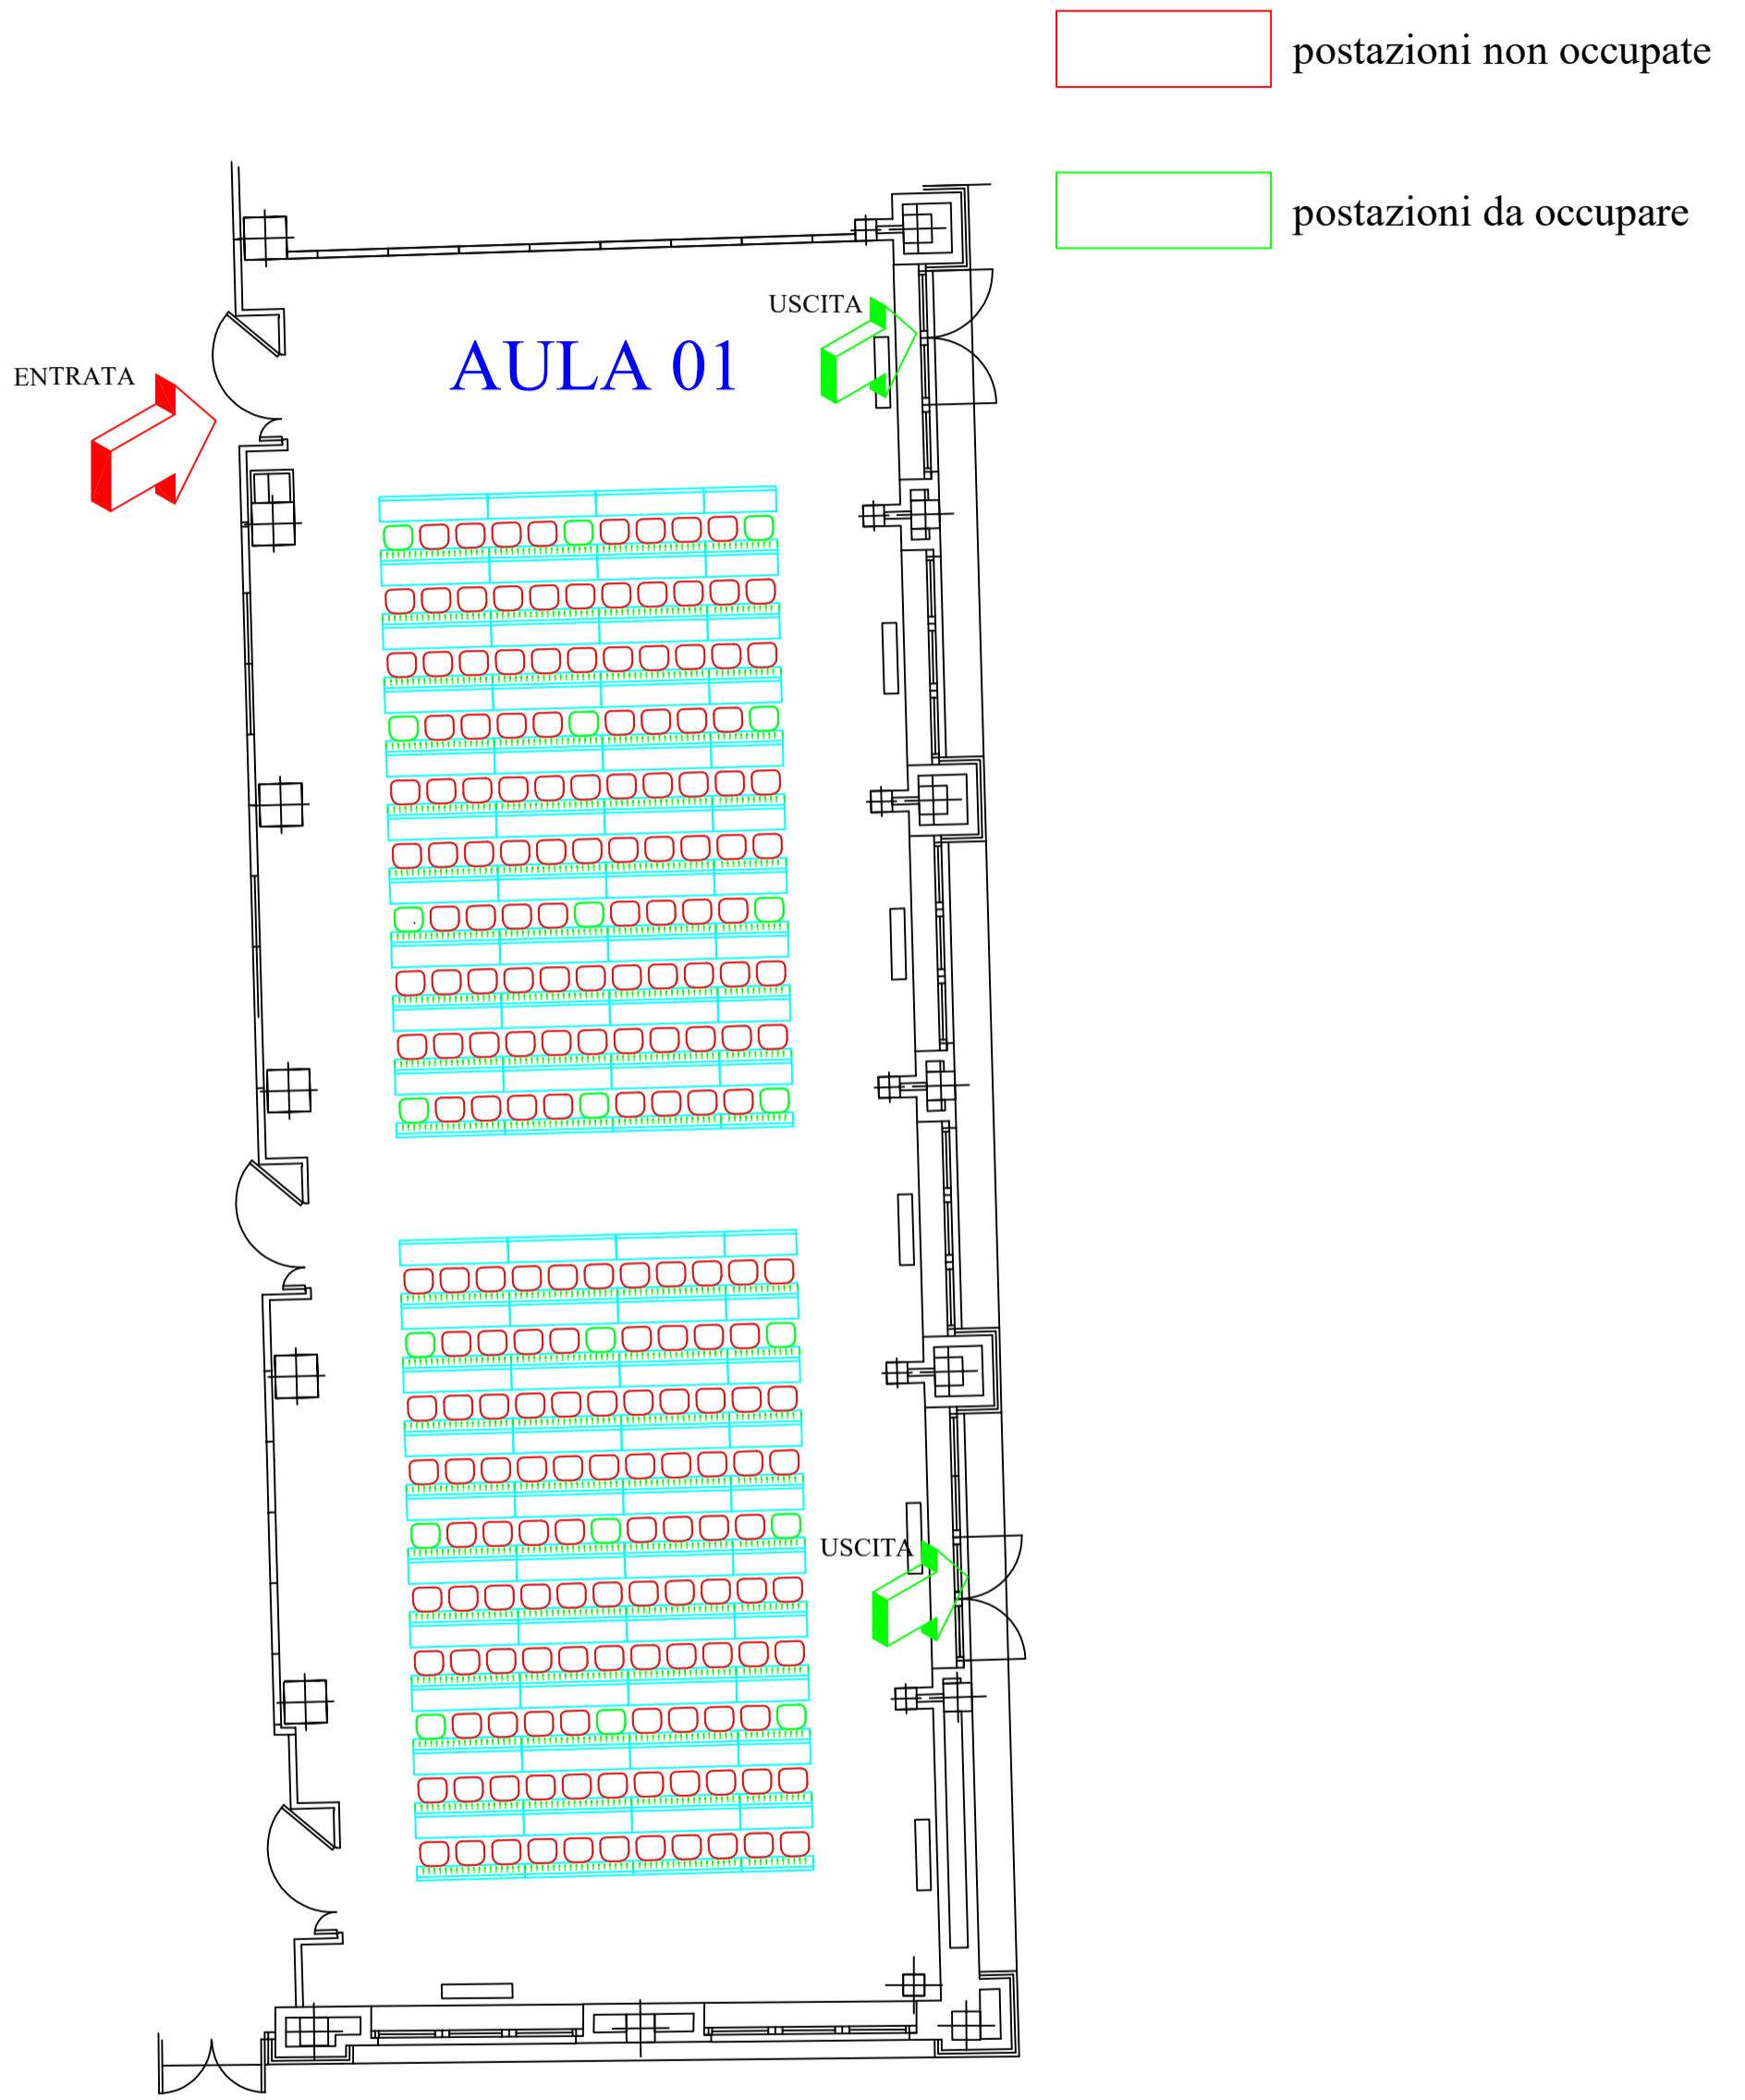 postazioni non occupate
postazioni da occupare
USCITA
AULA 01
ENTRATA
USCITA